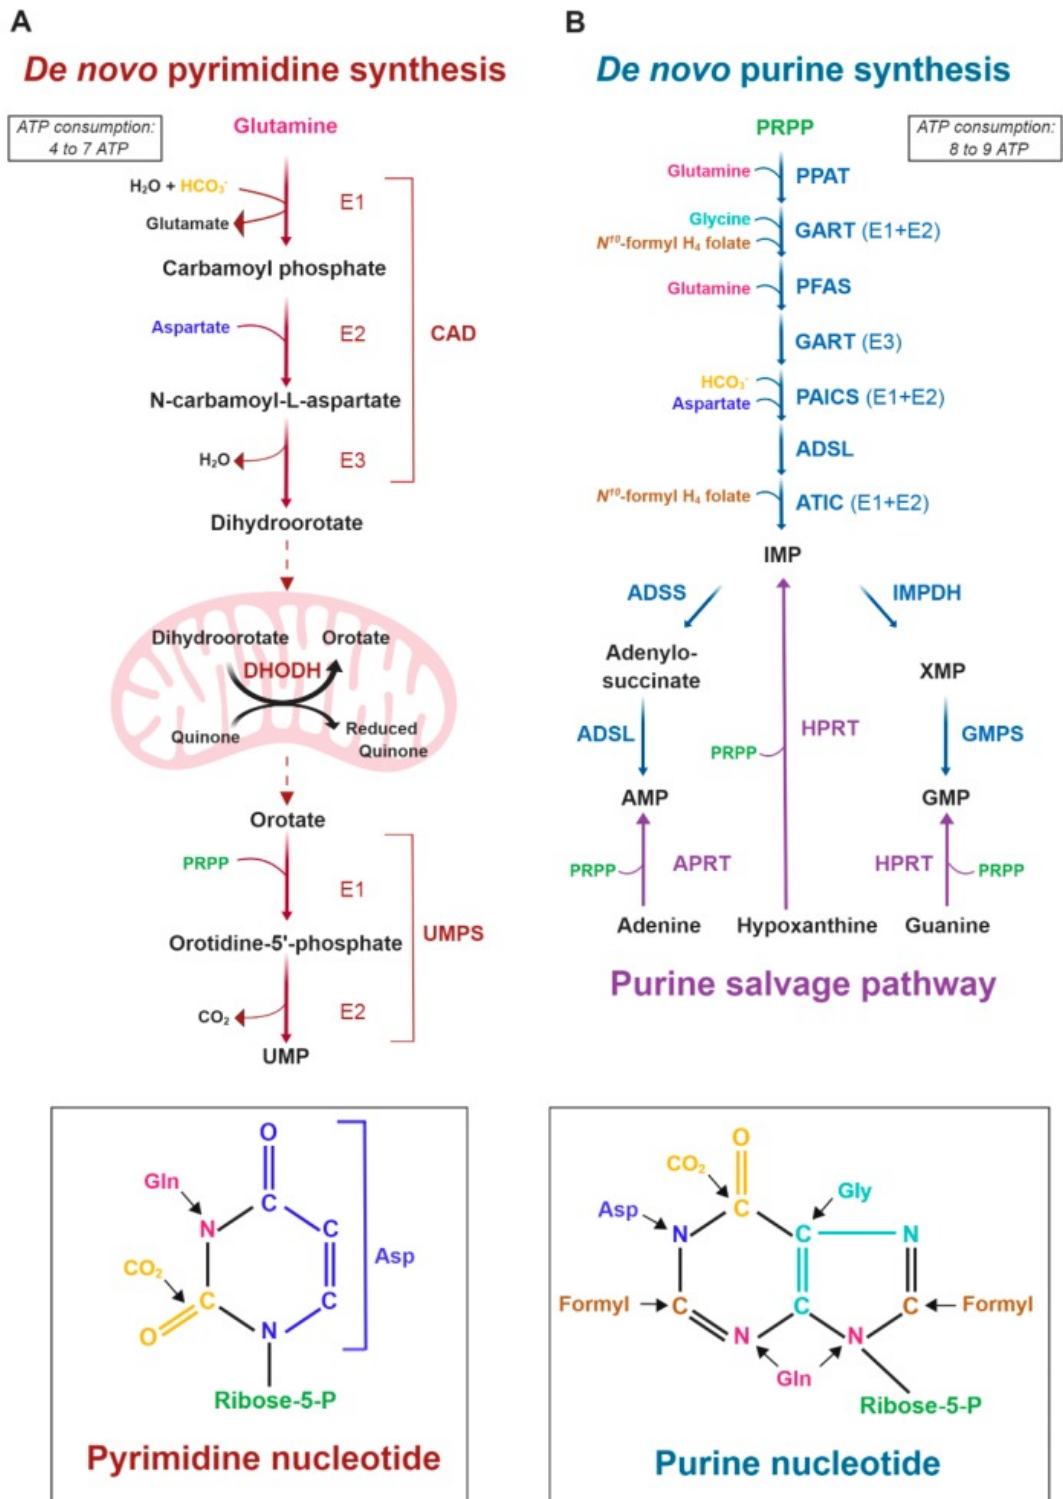 A
De novo pyrimidine synthesis
ATP consumption:
4 to 7 ATP
Glutamine
H₂O + HCO₃⁻
Glutamate
E1
Carbamoyl phosphate
Aspartate
E2
CAD
N-carbamoyl-L-aspartate
H₂O
E3
Dihydroorotate
Dihydroorotate
Orotate
DHODH
Quinone
Reduced
Quinone
Orotate
PRPP
E1
Orotidine-5'-phosphate
UMPS
CO₂
E2
UMP
O
Gln
C
N
C
Asp
CO₂
C
C
O
N
Ribose-5-P
Pyrimidine nucleotide
B
De novo purine synthesis
PRPP
ATP consumption:
8 to 9 ATP
Glutamine
PPAT
Glycine
N¹⁰-formyl H₄ folate
GART (E1+E2)
Glutamine
PFAS
GART (E3)
HCO₃⁻
Aspartate
PAICS (E1+E2)
ADSL
N¹⁰-formyl H₄ folate
ATIC (E1+E2)
IMP
ADSS
IMPDH
Adenylo-
succinate
XMP
ADSL
HPRT
PRPP
GMPS
AMP
GMP
PRPP
APRT
HPRT
PRPP
Adenine
Hypoxanthine
Guanine
Purine salvage pathway
O
CO₂
C
Gly
Asp
N
C
N
Formyl
C
C
C
Formyl
N
N
Gln
Ribose-5-P
Purine nucleotide